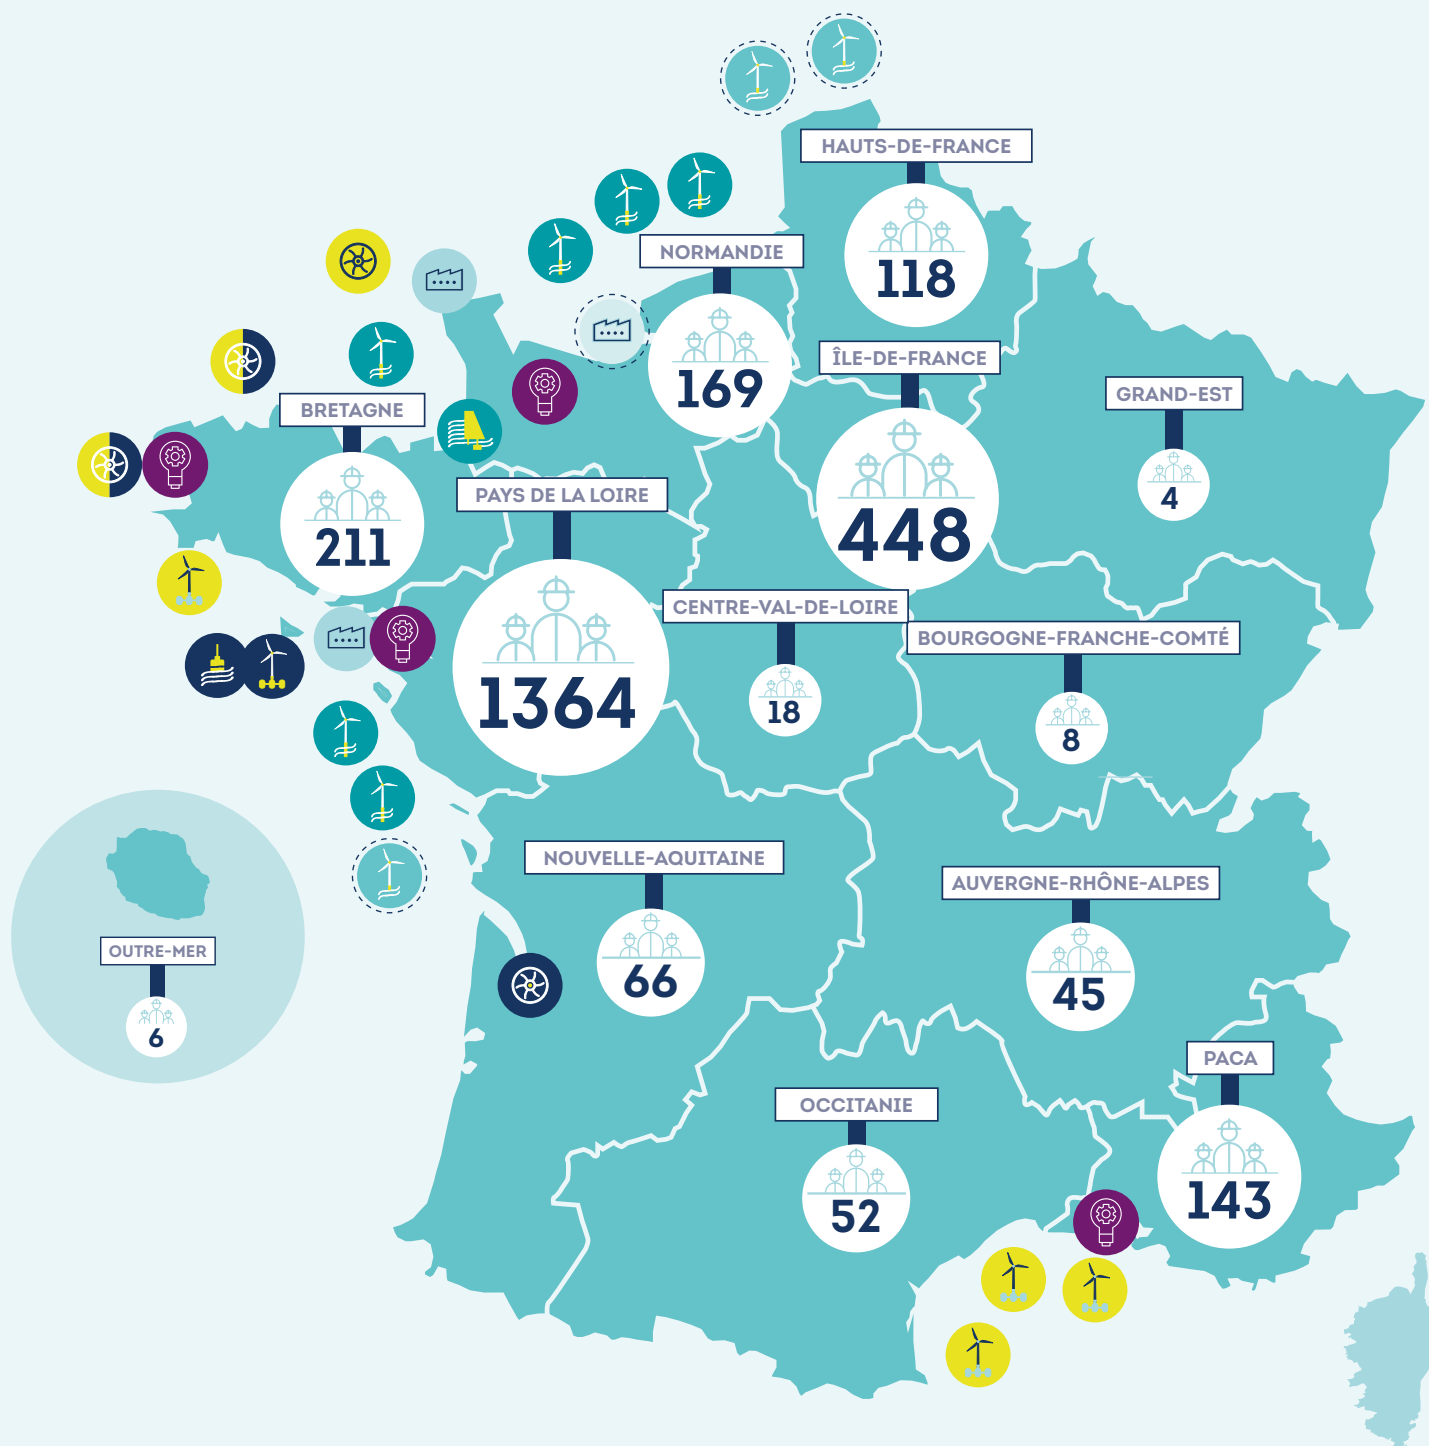 HAUTS-DE-FRANCE
118
NORMANDIE
169
ÎLE-DE-FRANCE
448
GRAND-EST
4
BRETAGNE
211
PAYS DE LA LOIRE
1364
CENTRE-VAL-DE-LOIRE
18
BOURGOGNE-FRANCHE-COMTÉ
8
NOUVELLE-AQUITAINE
66
AUVERGNE-RHÔNE-ALPES
45
OUTRE-MER
6
PACA
143
OCCITANIE
52